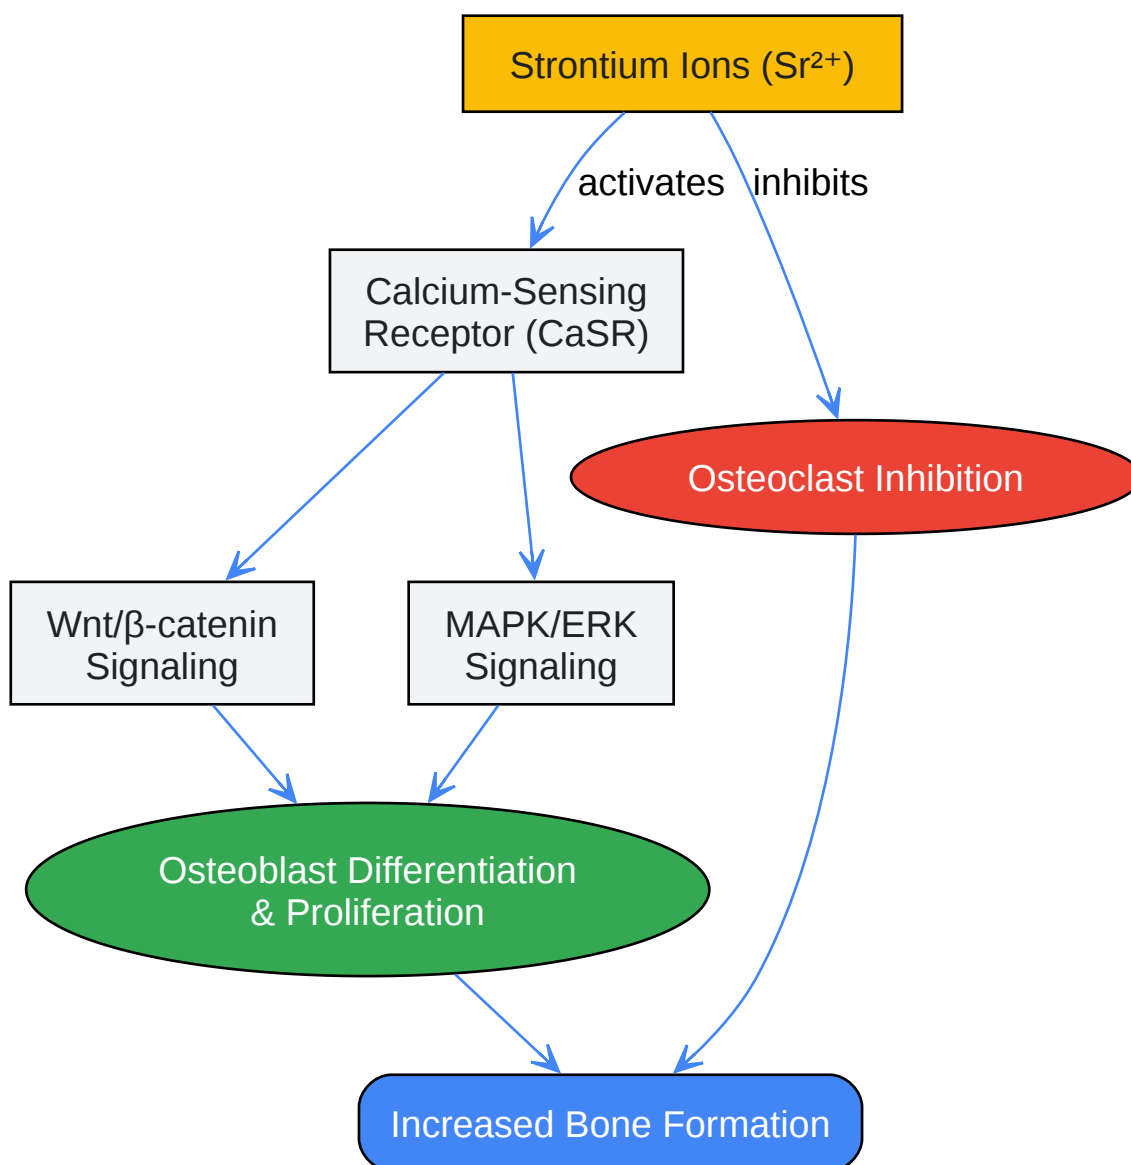 Strontium Ions (Sr²⁺)
activates
inhibits
Calcium-Sensing
Receptor (CaSR)
Osteoclast Inhibition
Wnt/β-catenin
Signaling
MAPK/ERK
Signaling
Osteoblast Differentiation
& Proliferation
Increased Bone Formation